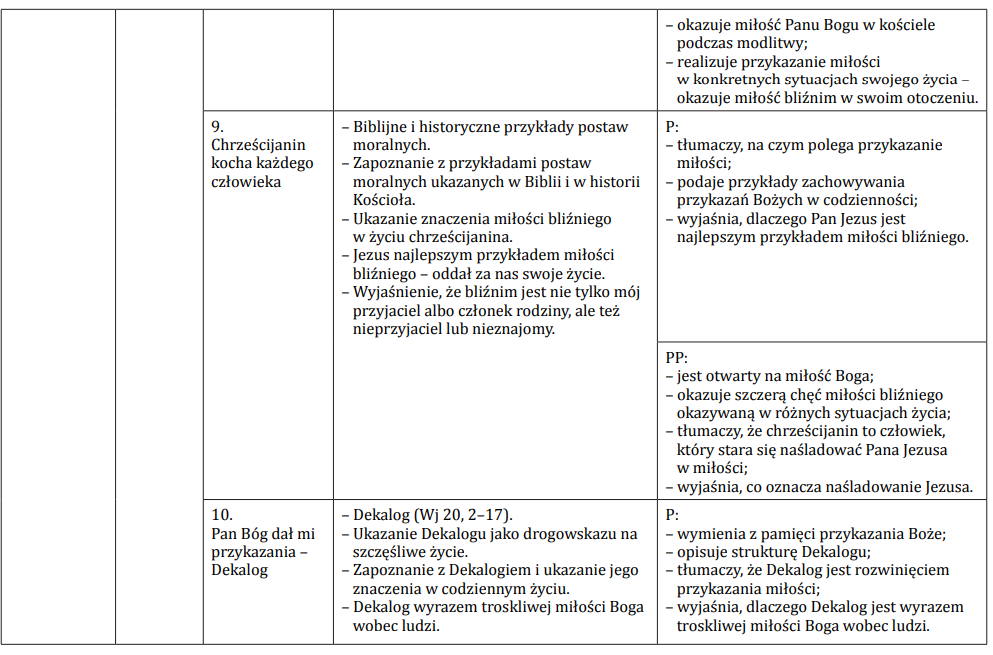 – okazuje miłość Panu Bogu w kościele
podczas modlitwy;
– realizuje przykazanie miłości
w konkretnych sytuacjach swojego życia –
okazuje miłość bliźnim w swoim otoczeniu.
9.
Chrześcijanin
kocha każdego
człowieka
– Biblijne i historyczne przykłady postaw
moralnych.
– Zapoznanie z przykładami postaw
moralnych ukazanych w Biblii i w historii
Kościoła.
– Ukazanie znaczenia miłości bliźniego
w życiu chrześcijanina.
– Jezus najlepszym przykładem miłości
bliźniego – oddał za nas swoje życie.
– Wyjaśnienie, że bliźnim jest nie tylko mój
przyjaciel albo członek rodziny, ale też
nieprzyjaciel lub nieznajomy.
P:
– tłumaczy, na czym polega przykazanie
miłości;
– podaje przykłady zachowywania
przykazań Bożych w codzienności;
– wyjaśnia, dlaczego Pan Jezus jest
najlepszym przykładem miłości bliźniego.
PP:
– jest otwarty na miłość Boga;
– okazuje szczerą chęć miłości bliźniego
okazywaną w różnych sytuacjach życia;
– tłumaczy, że chrześcijanin to człowiek,
który stara się naśladować Pana Jezusa
w miłości;
– wyjaśnia, co oznacza naśladowanie Jezusa.
10.
Pan Bóg dał mi
przykazania –
Dekalog
– Dekalog (Wj 20, 2–17).
– Ukazanie Dekalogu jako drogowskazu na
szczęśliwe życie.
– Zapoznanie z Dekalogiem i ukazanie jego
znaczenia w codziennym życiu.
– Dekalog wyrazem troskliwej miłości Boga
wobec ludzi.
P:
– wymienia z pamięci przykazania Boże;
– opisuje strukturę Dekalogu;
– tłumaczy, że Dekalog jest rozwinięciem
przykazania miłości;
– wyjaśnia, dlaczego Dekalog jest wyrazem
troskliwej miłości Boga wobec ludzi.